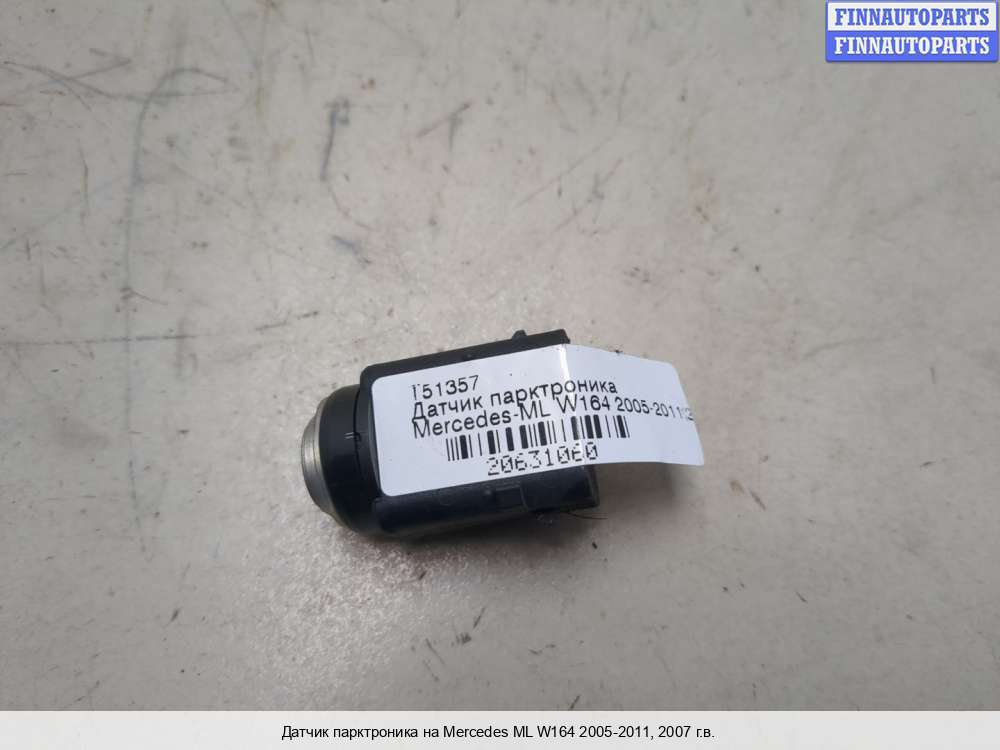 FINNAUTOPARTS
FINNAUTOPARTS
T51357
Датчик парктроника
Mercedes-ML W164 2005-2011
20631060
Датчик парктроника на Mercedes ML W164 2005-2011, 2007 г.в.